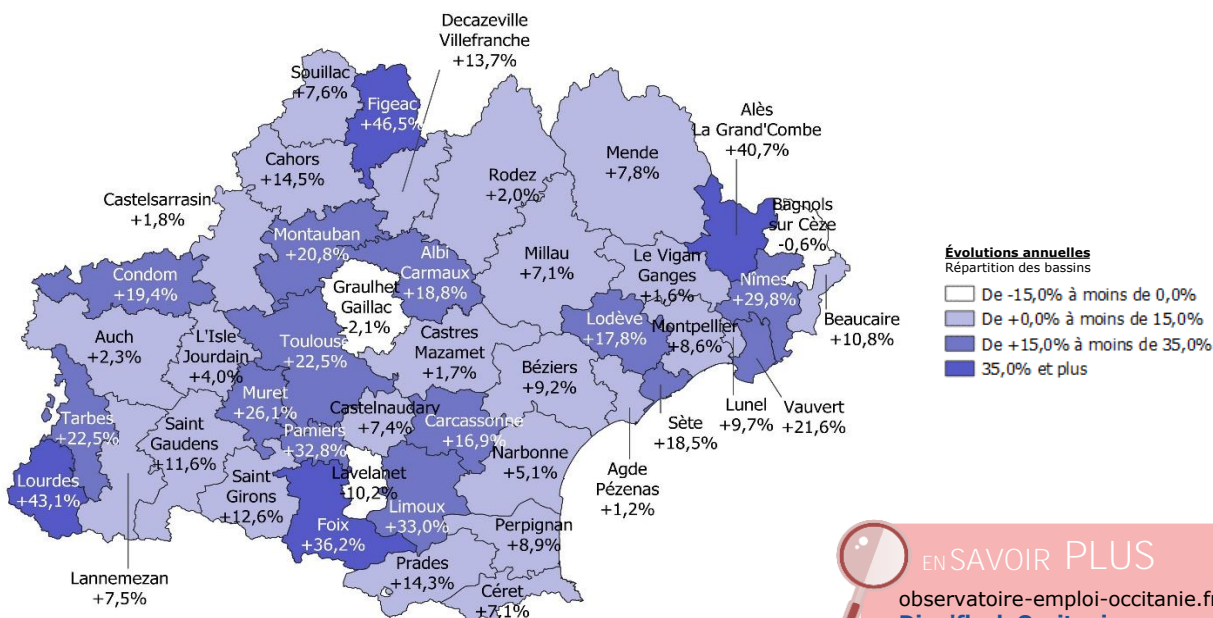 Decazeville
Villefranche
+13,7%
Souillac
+7,6%
Figeac
+46,5%
Alès
La Grand'Combe
+40,7%
Cahors
+14,5%
Mende
+7,8%
Rodez
+2,0%
Castelsarrasin
+1,8%
Bagnols
sur Cèze
-0,6%
Montauban
+20,8%
Albi
Carmaux
+18,8%
Millau
+7,1%
Le Vigan
Ganges
+1,6%
Condom
+19,4%
Graulhet
Gaillac
-2,1%
Nîmes
+29,8%
Beaucaire
+10,8%
Auch
+2,3%
L'Isle
Jourdain
+4,0%
Toulouse
+22,5%
Castres
Mazamet
+1,7%
Lodève
+17,8%
Montpellier
+8,6%
Béziers
+9,2%
Muret
+26,1%
Castelnaudary
+7,4%
Carcassonne
+16,9%
Lunel
+9,7%
Vauvert
+21,6%
Sète
+18,5%
Tarbes
+22,5%
Saint
Gaudens
+11,6%
Pamiers
+32,8%
Narbonne
+5,1%
Agde
Pézenas
+1,2%
Lourdes
+43,1%
Saint
Girons
+12,6%
Lavelanet
-10,2%
Limoux
+33,0%
Foix
+36,2%
Perpignan
+8,9%
Lannemezan
+7,5%
Prades
+14,3%
Céret
+7,1%
Évolutions annuelles
Répartition des bassins
De -15,0% à moins de 0,0%
De +0,0% à moins de 15,0%
De +15,0% à moins de 35,0%
35,0% et plus
EN SAVOIR PLUS
observatoire-emploi-occitanie.fr